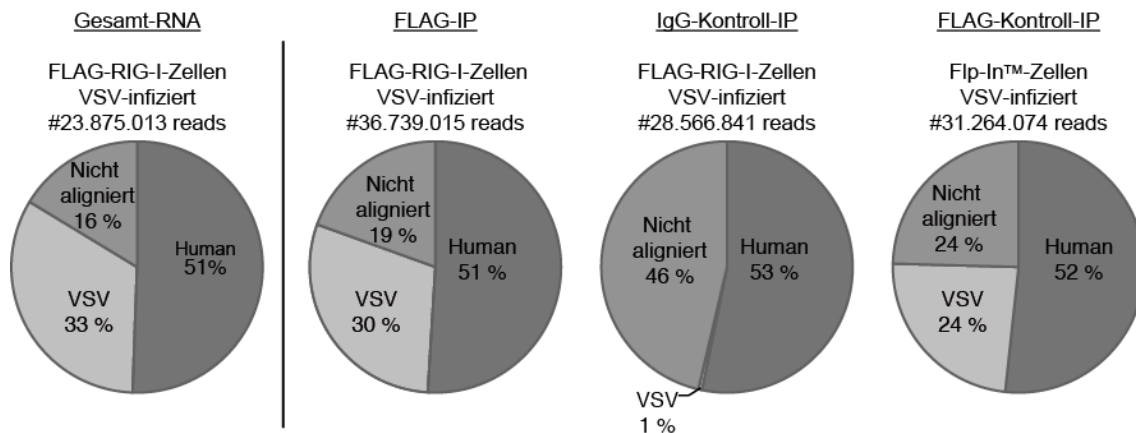 Gesamt-RNA
FLAG-RIG-I-Zellen
VSV-infiziert
#23.875.013 reads
Nicht
aligniert
16 %
Human
51%
VSV
33 %
FLAG-IP
FLAG-RIG-I-Zellen
VSV-infiziert
#36.739.015 reads
Nicht
aligniert
19 %
Human
51 %
VSV
30 %
IgG-Kontroll-IP
FLAG-RIG-I-Zellen
VSV-infiziert
#28.566.841 reads
Nicht
aligniert
46 %
Human
53 %
VSV
1 %
FLAG-Kontroll-IP
Flp-In™-Zellen
VSV-infiziert
#31.264.074 reads
Nicht
aligniert
24 %
Human
52 %
VSV
24 %